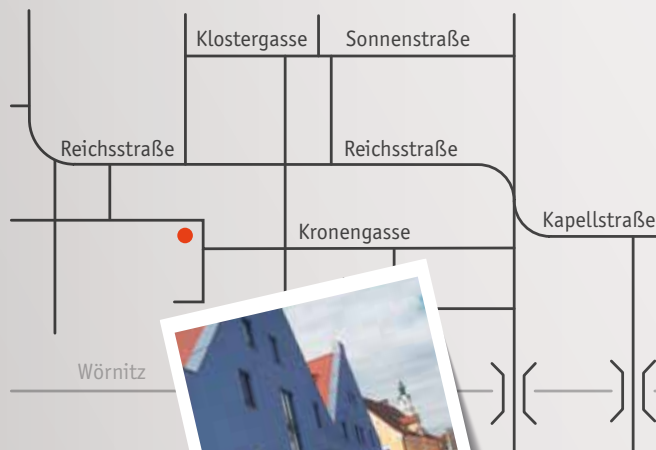 Klostergasse
Sonnenstraße
Reichsstraße
Reichsstraße
Kapellstraße
Kronengasse
Wörnitz